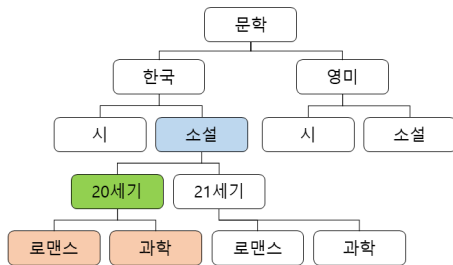 문학
한국 영미
시 소설 시 소설
20세기 21세기
로맨스 과학 로맨스 과학